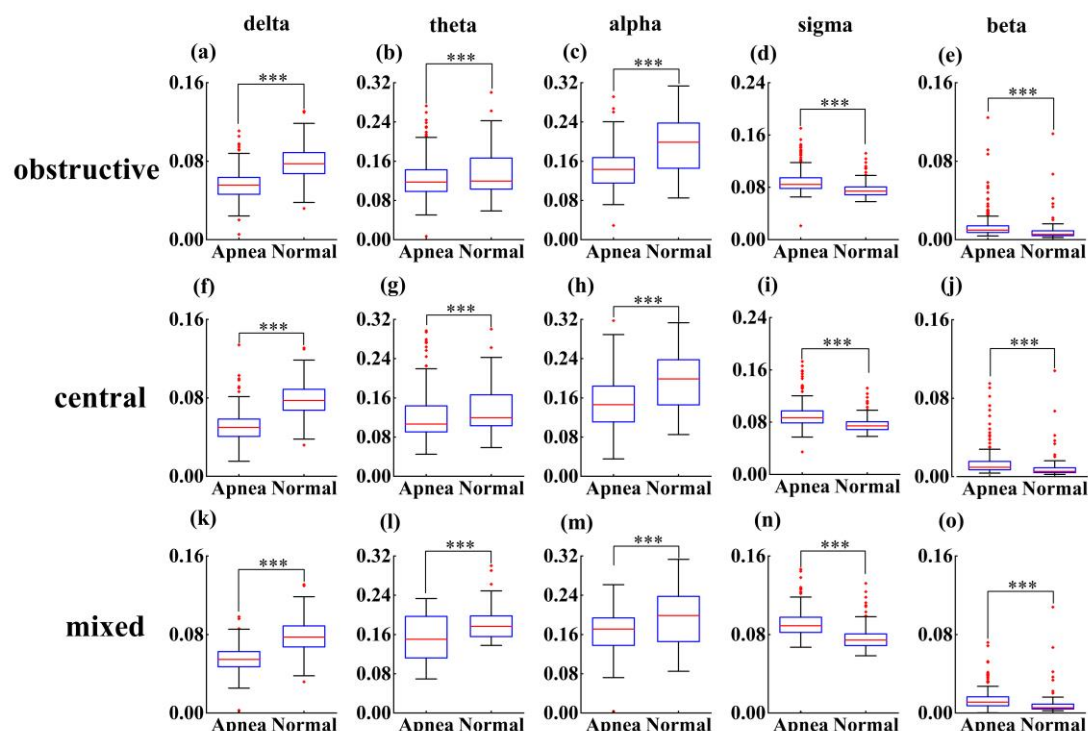 delta theta alpha sigma beta
(a) (b) (c) (d) (e)
*** *** *** *** ***
0.16 0.32 0.32 0.24 0.16
0.24 0.24 0.16
obstructive 0.08 0.16 0.16 0.08 0.08
0.08 0.08
0.00 0.00 0.00 0.00 0.00
Apnea Normal Apnea Normal Apnea Normal Apnea Normal Apnea Normal
(f) (g) (h) (i) (j)
*** *** *** *** ***
0.16 0.32 0.32 0.24 0.16
0.24 0.24 0.16
central 0.08 0.16 0.16 0.08 0.08
0.08 0.08
0.00 0.00 0.00 0.00 0.00
Apnea Normal Apnea Normal Apnea Normal Apnea Normal Apnea Normal
(k) (l) (m) (n) (o)
*** *** *** *** ***
0.16 0.32 0.32 0.16 0.16
0.24 0.24
mixed 0.08 0.16 0.16 0.08 0.08
0.08 0.08
0.00 0.00 0.00 0.00 0.00
Apnea Normal Apnea Normal Apnea Normal Apnea Normal Apnea Normal